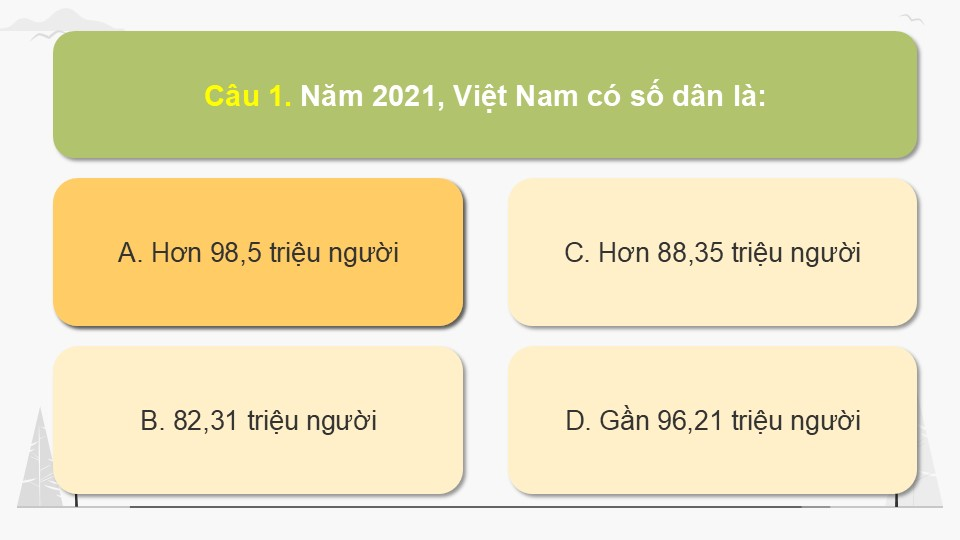 Câu 1. Năm 2021, Việt Nam có số dân là:
A. Hơn 98,5 triệu người
C. Hơn 88,35 triệu người
B. 82,31 triệu người
D. Gần 96,21 triệu người